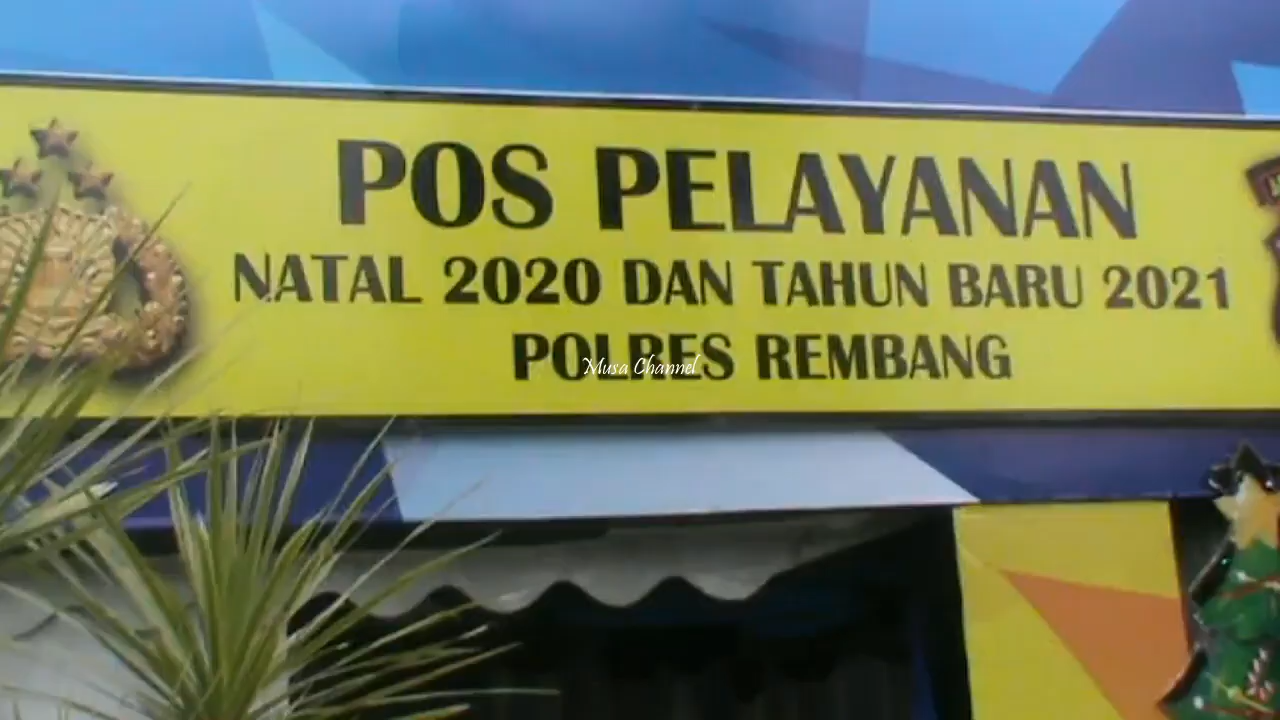 POS PELAYANAN
NATAL 2020 DAN TAHUN BARU 2021
POLRES REMBANG
Musa Channel